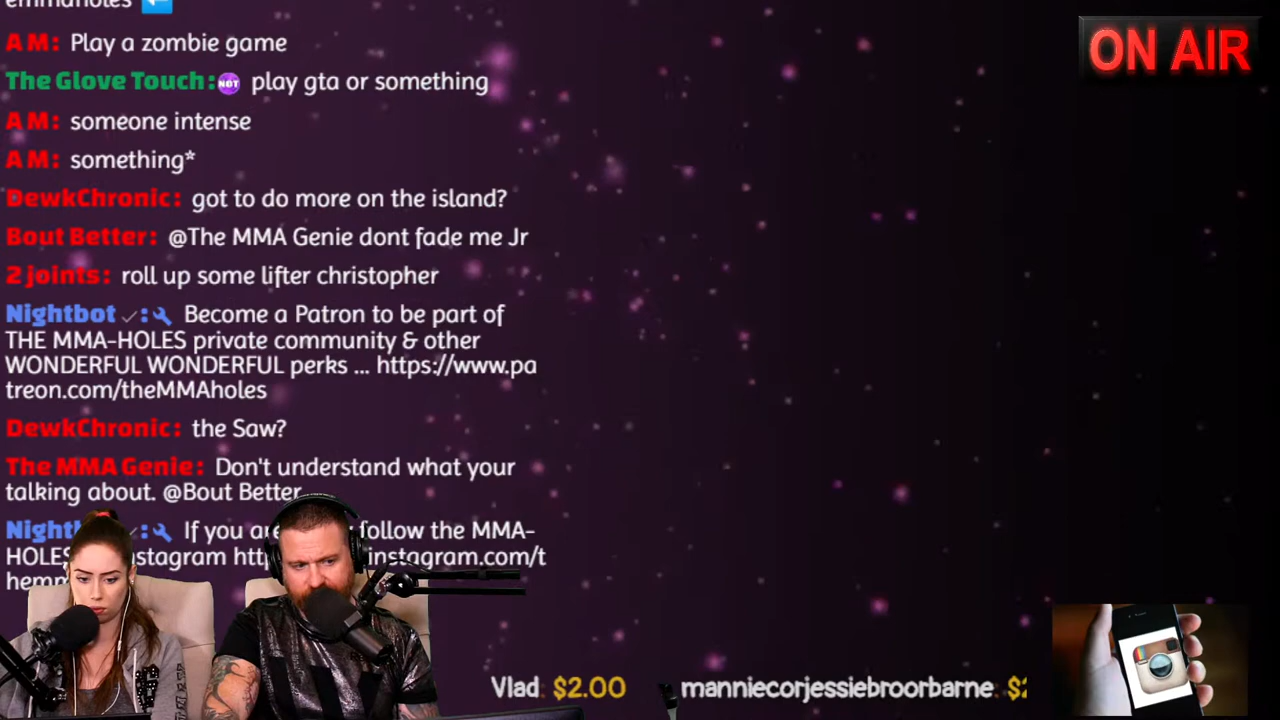 emmaholes
A M: Play a zombie game
ON AIR
The Glove Touch: NOT play gta or something
A M: someone intense
A M: something*
DewkChronic: got to do more on the island?
Bout Better: @The MMA Genie dont fade me Jr
2 joints: roll up some lifter christopher
Nightbot ✓: Become a Patron to be part of
THE MMA-HOLES private community & other
WONDERFUL WONDERFUL perks ... https://www.pa
treon.com/theMMAholes
DewkChronic: the Saw?
The MMA Genie: Don't understand what your
talking about. @Bout Better
: If you follow the MMA-
HOLES instagram.com/t
Vlad: $2.00 manniecorjessiebroorbarne: